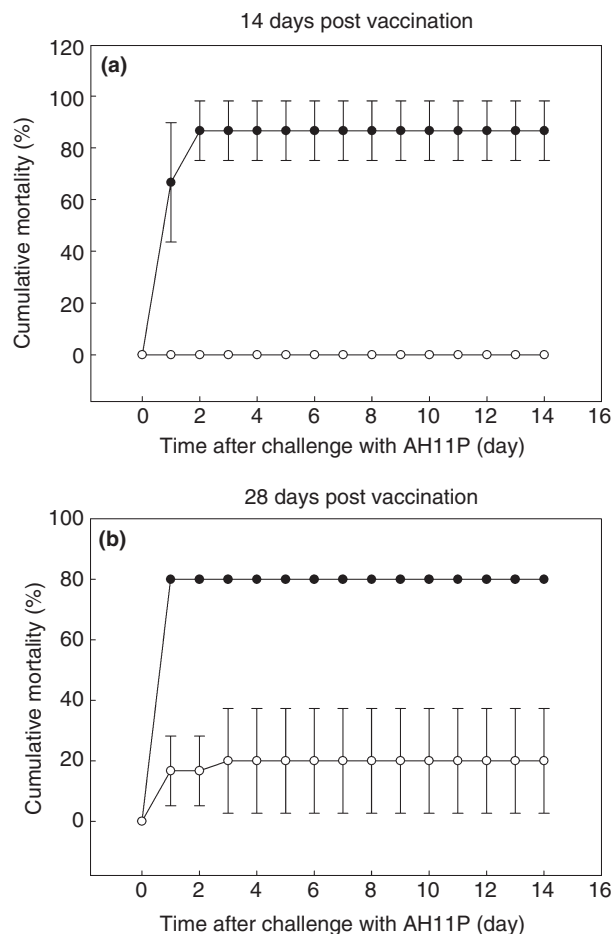 14 days post vaccination
(a)
120
100
80
60
40
20
0
Cumulative mortality (%)
0 2 4 6 8 10 12 14 16
Time after challenge with AH11P (day)
28 days post vaccination
(b)
100
80
60
40
20
0
Cumulative mortality (%)
0 2 4 6 8 10 12 14 16
Time after challenge with AH11P (day)